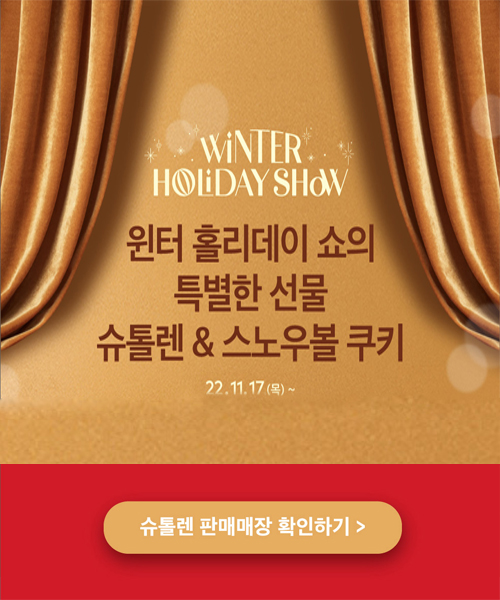 WiNTER
HOLiDAY SHOW
윈터 홀리데이 쇼의
특별한 선물
슈톨렌 & 스노우볼 쿠키
22.11.17(목) ~
슈톨렌 판매매장 확인하기 >